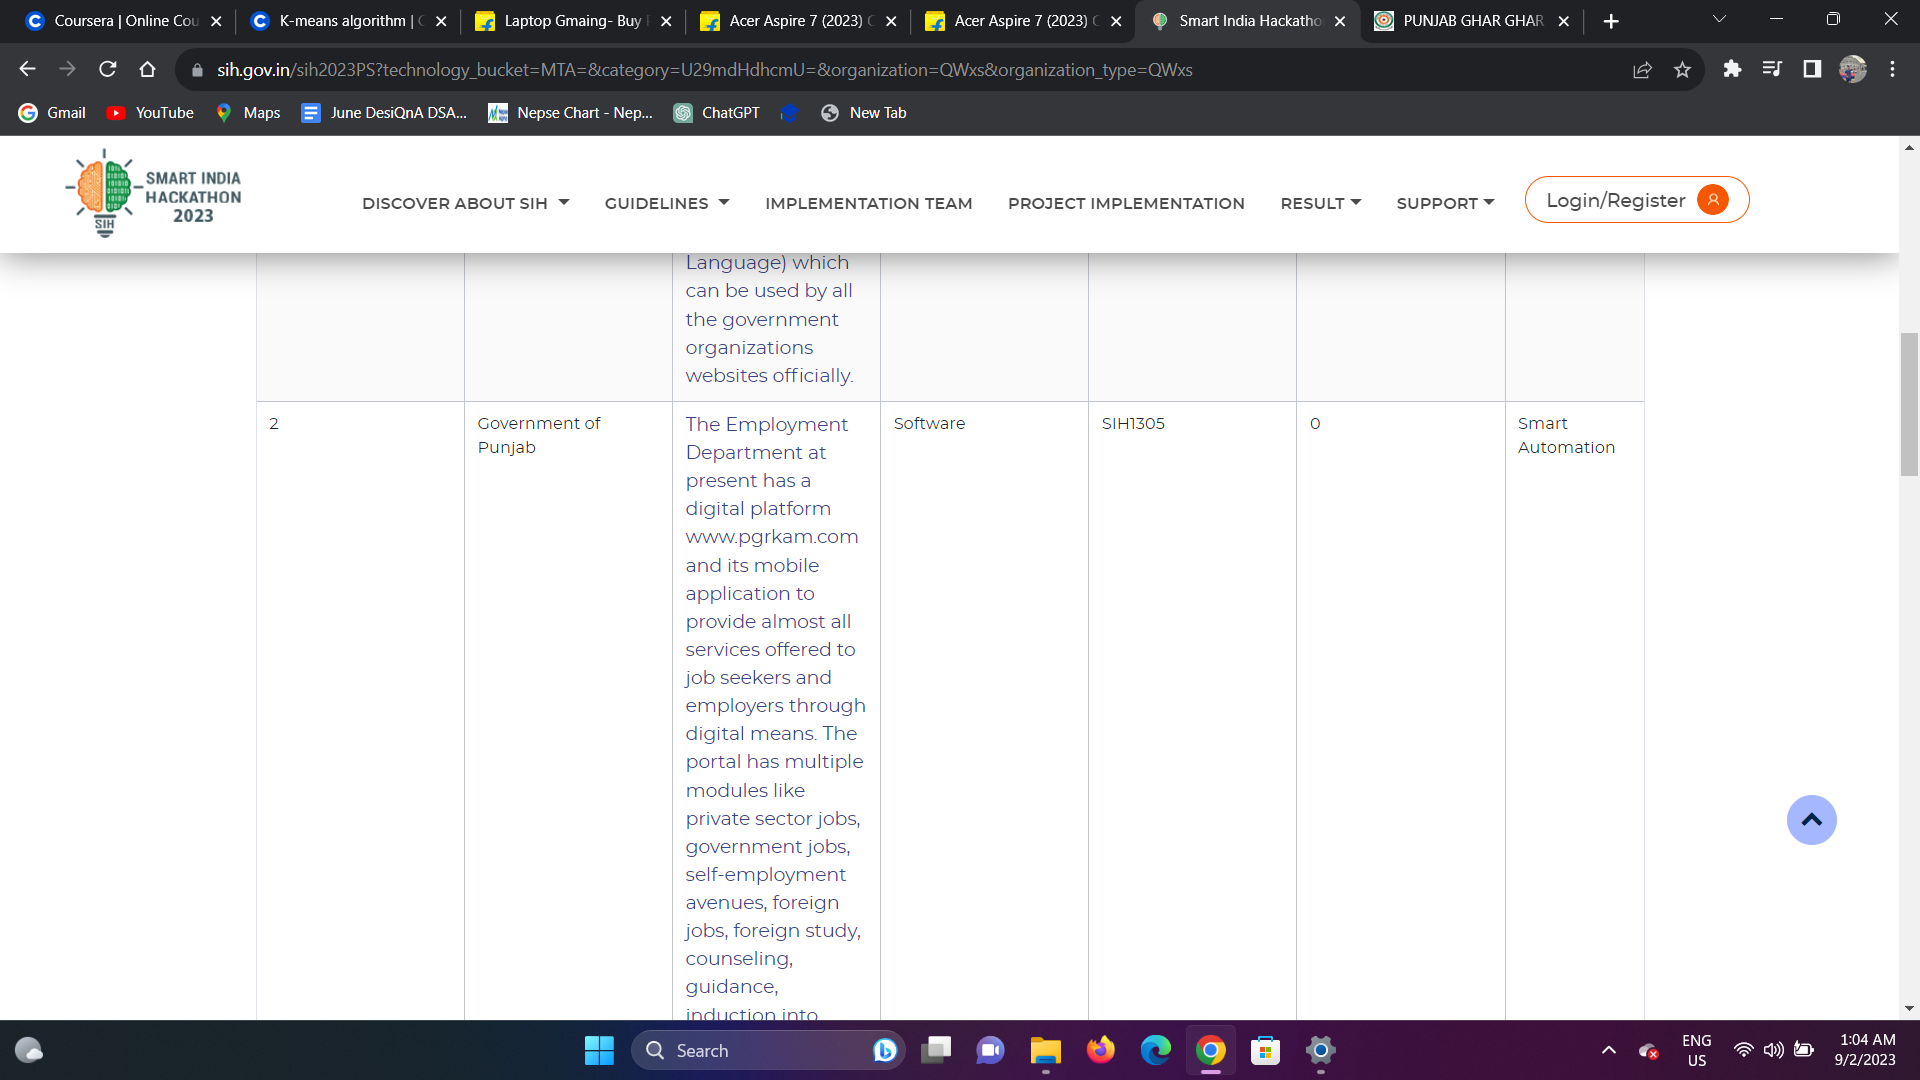 Coursera | Online Cou
K-means algorithm |
Laptop Gmaing- Buy
Acer Aspire 7 (2023)
Acer Aspire 7 (2023)
Smart India Hackatho
PUNJAB GHAR GHAR
sih.gov.in/sih2023PS?technology_bucket=MTA=&category=U29mdHdhcmU=&organization=QWxs&organization_type=QWxs
Gmail
YouTube
Maps
June DesiQnA DSA...
Nepse Chart - Nep...
ChatGPT
New Tab
SMART INDIA
HACKATHON
2023
SIH
DISCOVER ABOUT SIH
GUIDELINES
IMPLEMENTATION TEAM
PROJECT IMPLEMENTATION
RESULT
SUPPORT
Login/Register
Language) which
can be used by all
the government
organizations
websites officially.
2
Government of
Punjab
The Employment
Department at
present has a
digital platform
www.pgrkam.com
and its mobile
application to
provide almost all
services offered to
job seekers and
employers through
digital means. The
portal has multiple
modules like
private sector jobs,
government jobs,
self-employment
avenues, foreign
jobs, foreign study,
counseling,
guidance,
induction into
Software
SIH1305
0
Smart
Automation
Search
ENG
US
1:04 AM
9/2/2023